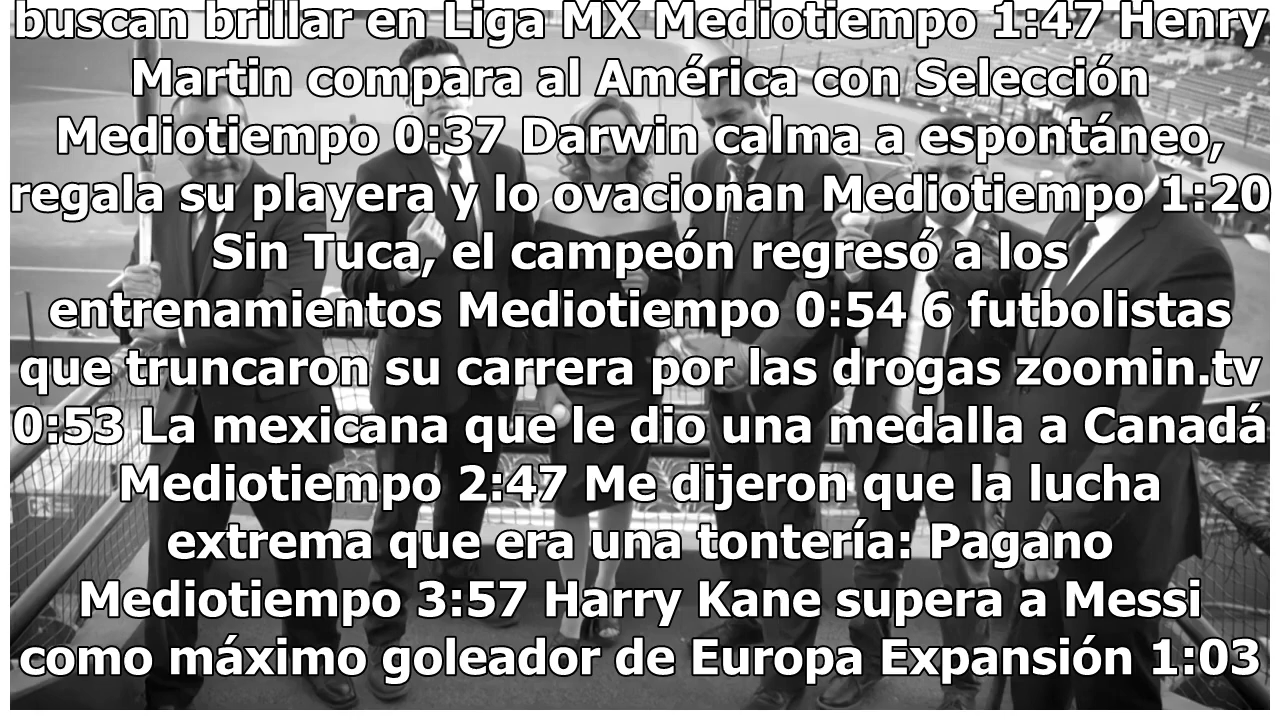 buscan brillar en Liga MX Mediotiempo 1:47 Henry
Martin compara al América con Selección
Mediotiempo 0:37 Darwin calma a espontáneo,
regala su playera y lo ovacionan Mediotiempo 1:20
Sin Tuca, el campeón regresó a los
entrenamientos Mediotiempo 0:54 6 futbolistas
que truncaron su carrera por las drogas zoomin.tv
0:53 La mexicana que le dio una medalla a Canadá
Mediotiempo 2:47 Me dijeron que la lucha
extrema que era una tontería: Pagano
Mediotiempo 3:57 Harry Kane supera a Messi
como máximo goleador de Europa Expansión 1:03